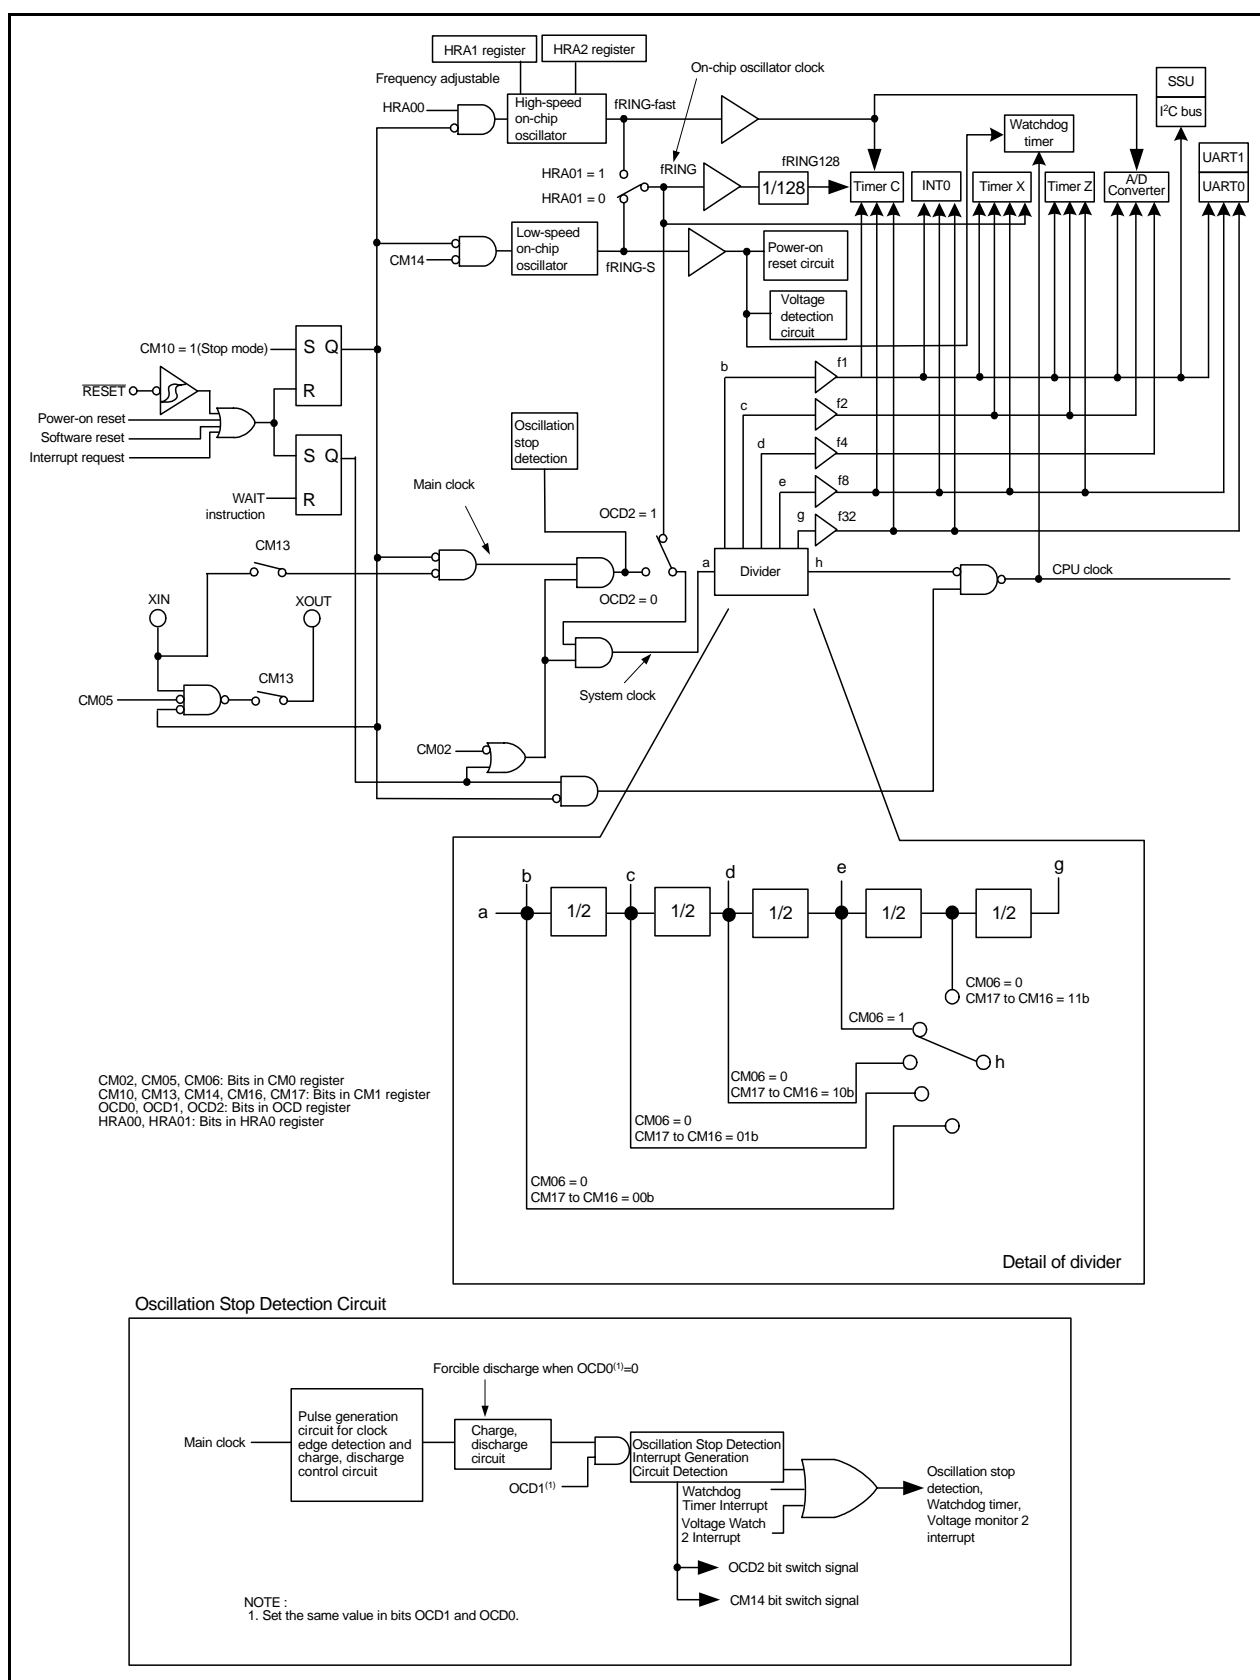 HRA1 register
HRA2 register
On-chip oscillator clock
Frequency adjustable
HRA00
High-speed
on-chip
oscillator
fRING-fast
SSU
I²C bus
Watchdog
timer
UART1
UART0
HRA01 = 1
HRA01 = 0
fRING
fRING128
1/128
Timer C
INT0
Timer X
Timer Z
A/D
Converter
CM14
Low-speed
on-chip
oscillator
fRING-S
Power-on
reset circuit
Voltage
detection
circuit
CM10 = 1(Stop mode)
S Q
R
RESET
Power-on reset
Software reset
Interrupt request
S Q
R
WAIT
instruction
b
f1
c
f2
d
f4
e
f8
g
f32
Oscillation
stop
detection
Main clock
OCD2 = 1
OCD2 = 0
CM13
a
Divider
h
CPU clock
XIN
XOUT
CM13
CM05
System clock
CM02
b
c
d
e
g
a
1/2
1/2
1/2
1/2
1/2
CM06 = 0
CM17 to CM16 = 11b
CM06 = 1
h
CM06 = 0
CM17 to CM16 = 10b
CM06 = 0
CM17 to CM16 = 01b
CM06 = 0
CM17 to CM16 = 00b
Detail of divider
CM02, CM05, CM06: Bits in CM0 register
CM10, CM13, CM14, CM16, CM17: Bits in CM1 register
OCD0, OCD1, OCD2: Bits in OCD register
HRA00, HRA01: Bits in HRA0 register
Oscillation Stop Detection Circuit
Forcible discharge when OCD0(1)=0
Main clock
Pulse generation
circuit for clock
edge detection and
charge, discharge
control circuit
Charge,
discharge
circuit
OCD1(1)
Oscillation Stop Detection
Interrupt Generation
Circuit Detection
Watchdog
Timer Interrupt
Voltage Watch
2 Interrupt
Oscillation stop
detection,
Watchdog timer,
Voltage monitor 2
interrupt
OCD2 bit switch signal
CM14 bit switch signal
NOTE :
1. Set the same value in bits OCD1 and OCD0.